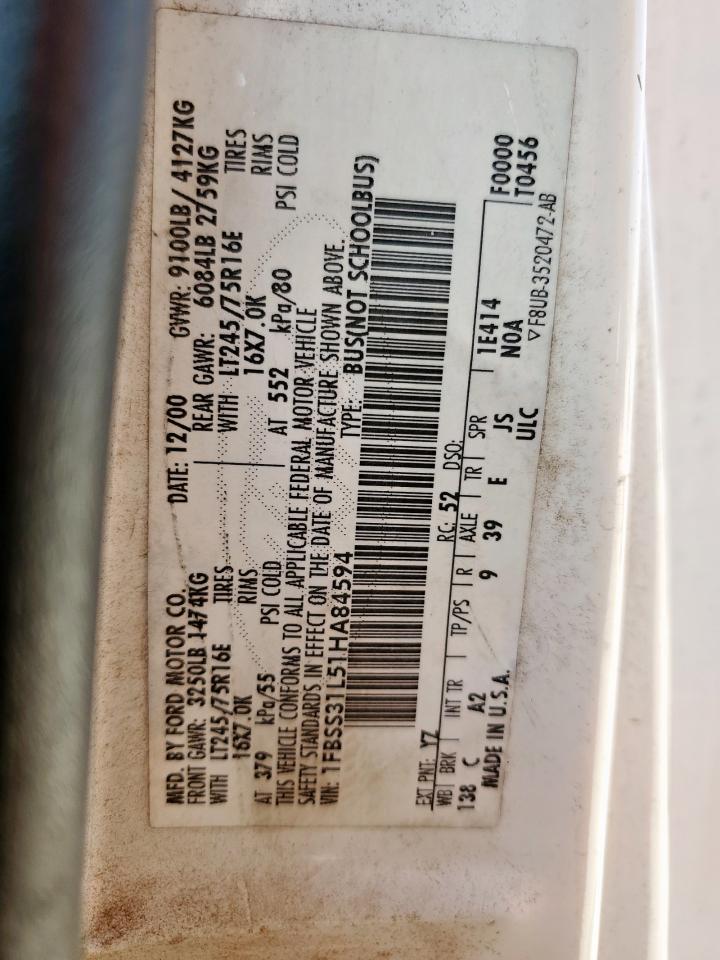 MFD. BY FORD MOTOR CO.
DATE: 12/00 GVWR: 9100LB/ 4127KG
FRONT GAWR: 3250LB 1474KG REAR GAWR: 6084LB 2759KG
WITH LT245/75R16E TIRES WITH LT245/75R16E TIRES
16X7.0K RIMS 16X7.0K RIMS
AT 379 kPa/55 PSI COLD AT 552 kPa/80 PSI COLD
THIS VEHICLE CONFORMS TO ALL APPLICABLE FEDERAL MOTOR VEHICLE
SAFETY STANDARDS IN EFFECT ON THE DATE OF MANUFACTURE SHOWN ABOVE.
VIN: 1FBSS31L51HA84594 TYPE: BUS(NOT SCHOOLBUS)
EXT PNT: YZ RC: 52 DSO:
WB BRK INT TR TP/PS R AXLE TR SPR
138 C A2 9 39 E JS 1E414 F0000
MADE IN U.S.A. ULC NOA T0456
▽F8UB-3520472-AB